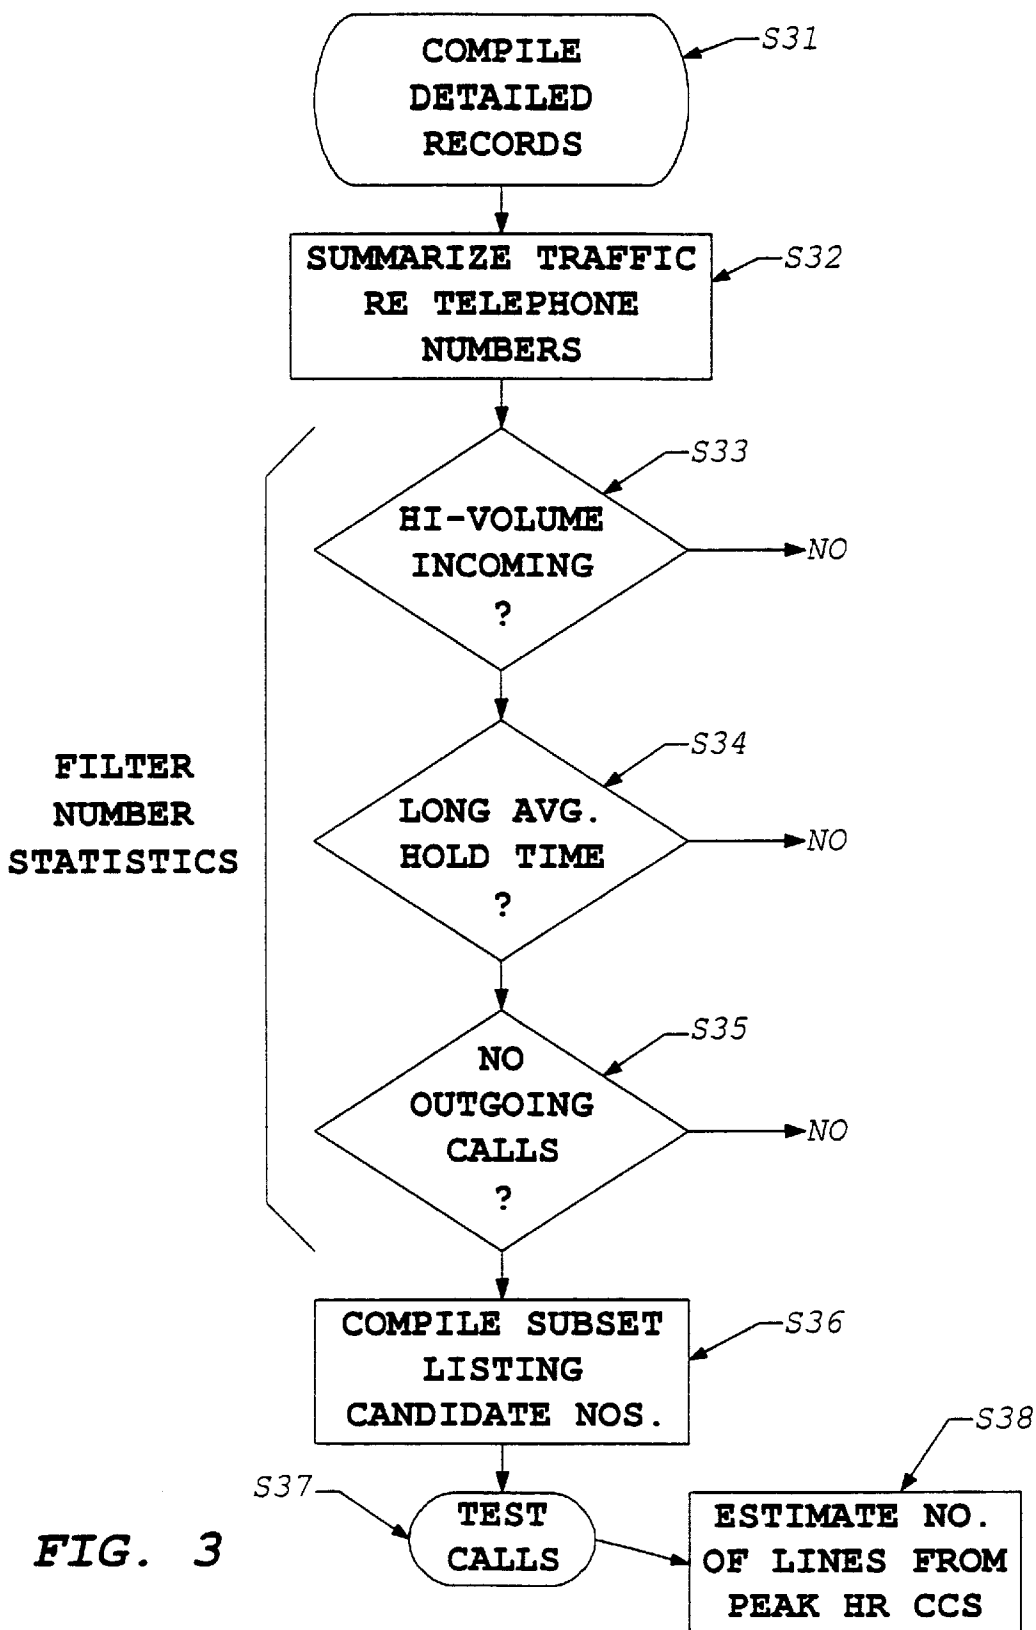 COMPILE
DETAILED
RECORDS
S31
SUMMARIZE TRAFFIC
RE TELEPHONE
NUMBERS
S32
HI-VOLUME
INCOMING
?
S33
NO
FILTER
NUMBER
STATISTICS
LONG AVG.
HOLD TIME
?
S34
NO
NO
OUTGOING
CALLS
?
S35
NO
COMPILE SUBSET
LISTING
CANDIDATE NOS.
S36
S37
TEST
CALLS
S38
ESTIMATE NO.
OF LINES FROM
PEAK HR CCS
FIG. 3